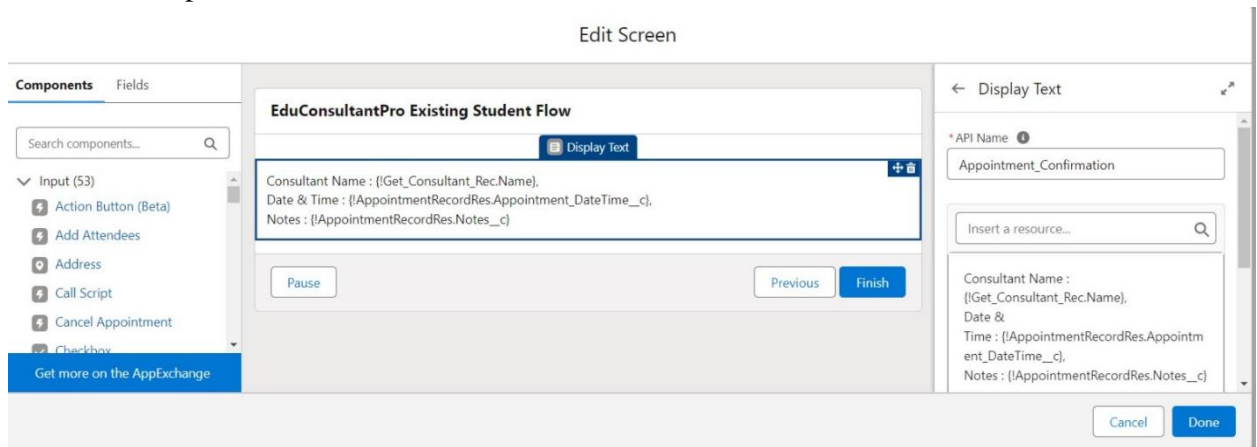 Edit Screen
Components Fields
Search components...
Input (53)
Action Button (Beta)
Add Attendees
Address
Call Script
Cancel Appointment
Checkbox
Get more on the AppExchange
EduConsultantPro Existing Student Flow
Display Text
Consultant Name : {!Get_Consultant_Rec.Name},
Date & Time : {!AppointmentRecordRes.Appointment_DateTime__c},
Notes : {!AppointmentRecordRes.Notes__c}
Pause Previous Finish
Display Text
*API Name
Appointment_Confirmation
Insert a resource...
Consultant Name :
{!Get_Consultant_Rec.Name},
Date &
Time : {!AppointmentRecordRes.Appointm
ent_DateTime__c},
Notes : {!AppointmentRecordRes.Notes__c}
Cancel Done